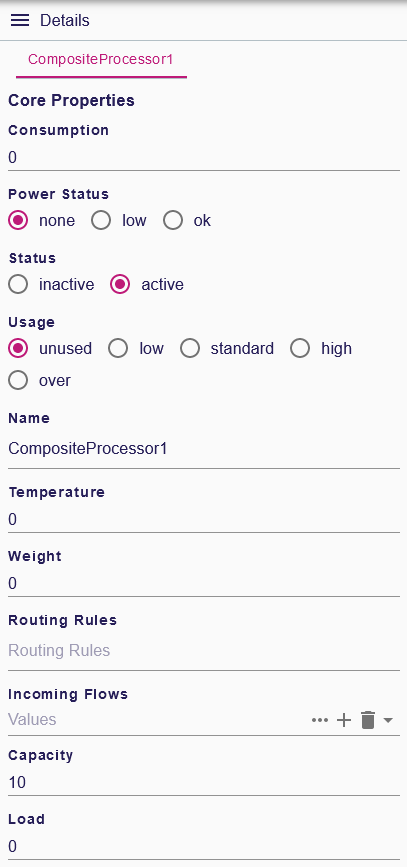 Details
CompositeProcessor1
Core Properties
Consumption
0
Power Status
none low ok
Status
inactive active
Usage
unused low standard high
over
Name
CompositeProcessor1
Temperature
0
Weight
0
Routing Rules
Routing Rules
Incoming Flows
Values
Capacity
10
Load
0